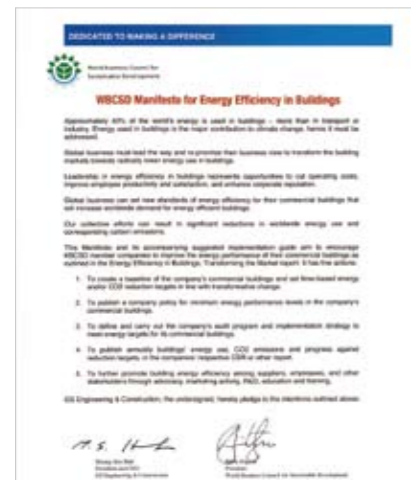 DEDICATED TO MAKING A DIFFERENCE
World Business Council for
Sustainable Development
WBCSD Manifesto for Energy Efficiency in Buildings
Approximately 40% of the world's energy is used in buildings – more than in transport or
industry. Energy used in buildings is the major contribution to climate change, hence it must be
addressed.
Global business must lead the way and re-prioritise their business view to transform the building
markets towards radically lower energy use in buildings.
Leadership in energy efficiency in buildings represents opportunities to cut operating costs,
improve employee productivity and satisfaction, and enhance corporate reputation.
Global business can set new standards of energy efficiency for their commercial buildings that
will increase worldwide demand for energy efficient buildings.
Our collective efforts can result in significant reductions in worldwide energy use and
corresponding carbon emissions.
This Manifesto and its accompanying suggested implementation guide aim to encourage
WBCSD member companies to improve the energy performance of their commercial buildings as
outlined in the Energy Efficiency in Buildings, Transforming the Market report. It has five actions:
1. To create a baseline of the company's commercial buildings and set time-based energy
and/or CO2 reduction targets in line with transformative change.
2. To publish a company policy for minimum energy performance levels in the company's
commercial buildings.
3. To define and carry out the company's audit program and implementation strategy to
meet energy targets for its commercial buildings.
4. To publish annually buildings' energy use, CO2 emissions and progress against
reduction targets, in the companies' respective CSR or other report.
5. To further promote building energy efficiency among suppliers, employees, and other
stakeholders through advocacy, marketing activity, R&D, education and training.
GS Engineering & Construction, the undersigned, hereby pledge to the intentions outlined above
President and CEO
President
GS Engineering & Construction
World Business Council for Sustainable Development